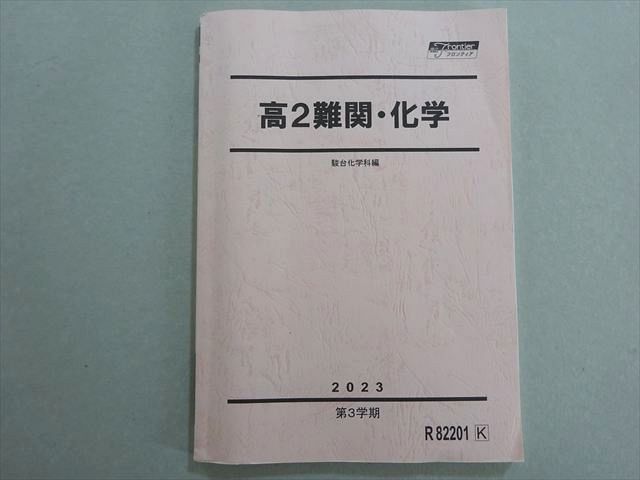 Frontier
フロンティア
高2難関・化学
駿台化学科編
2023
第3学期
R82201 K